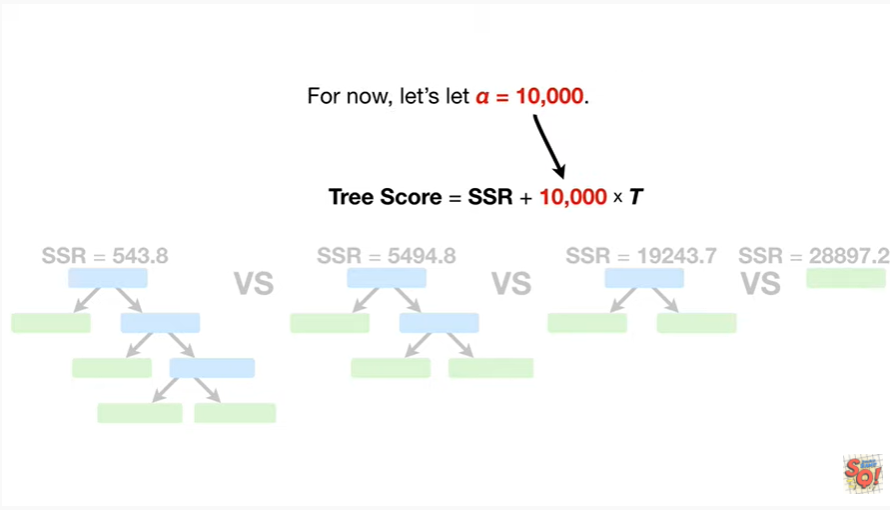 For now, let's let α = 10,000.
Tree Score = SSR + 10,000 × T
SSR = 543.8
SSR = 5494.8
SSR = 19243.7
SSR = 28897.2
VS
VS
VS
SQ!